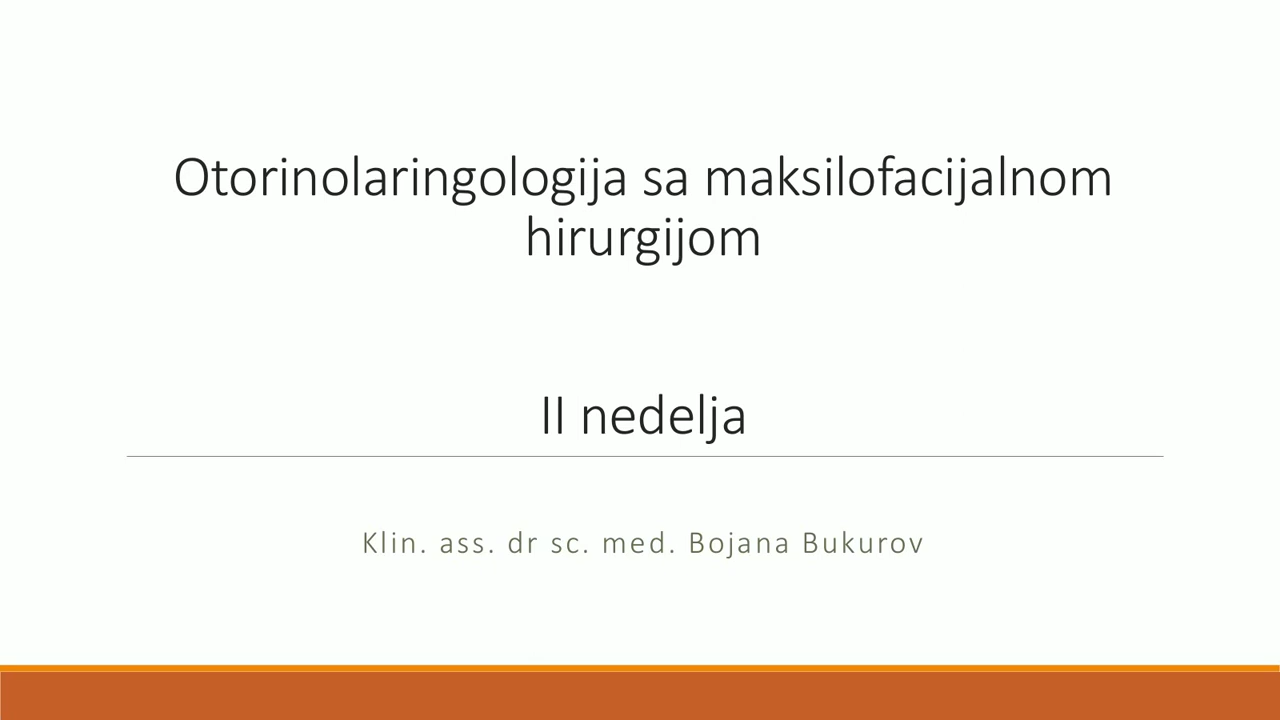 Otorinolaringologija sa maksilofacijalnom
hirurgijom
II nedelja
Klin. ass. dr sc. med. Bojana Bukurov